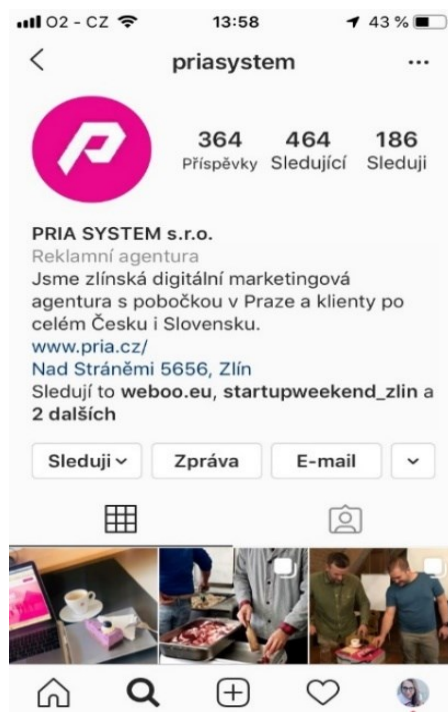 O2 - CZ 13:58 43 %
priasystem
364 464 186
Příspěvky Sledující Sleduji
PRIA SYSTEM s.r.o.
Reklamní agentura
Jsme zlínská digitální marketingová
agentura s pobočkou v Praze a klienty po
celém Česku i Slovensku.
www.pria.cz/
Nad Stráněmi 5656, Zlín
Sledují to weboo.eu, startupweekend_zlin a
2 dalších
Sleduji Zpráva E-mail